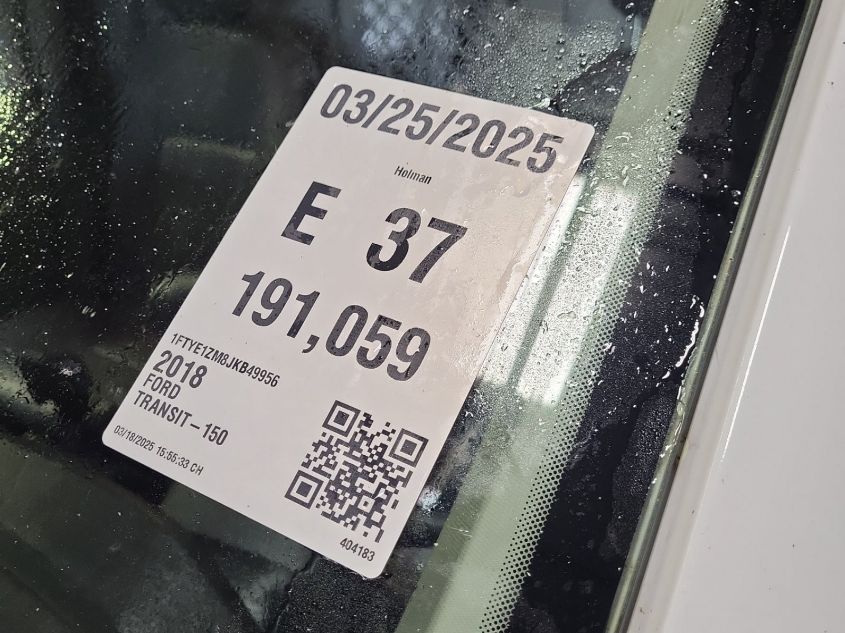 03/25/2025
Holman
E 37
191,059
1FTYE1ZM8JKB49956
2018
FORD
TRANSIT-150
03/18/2025 15:55:33 CH
404183